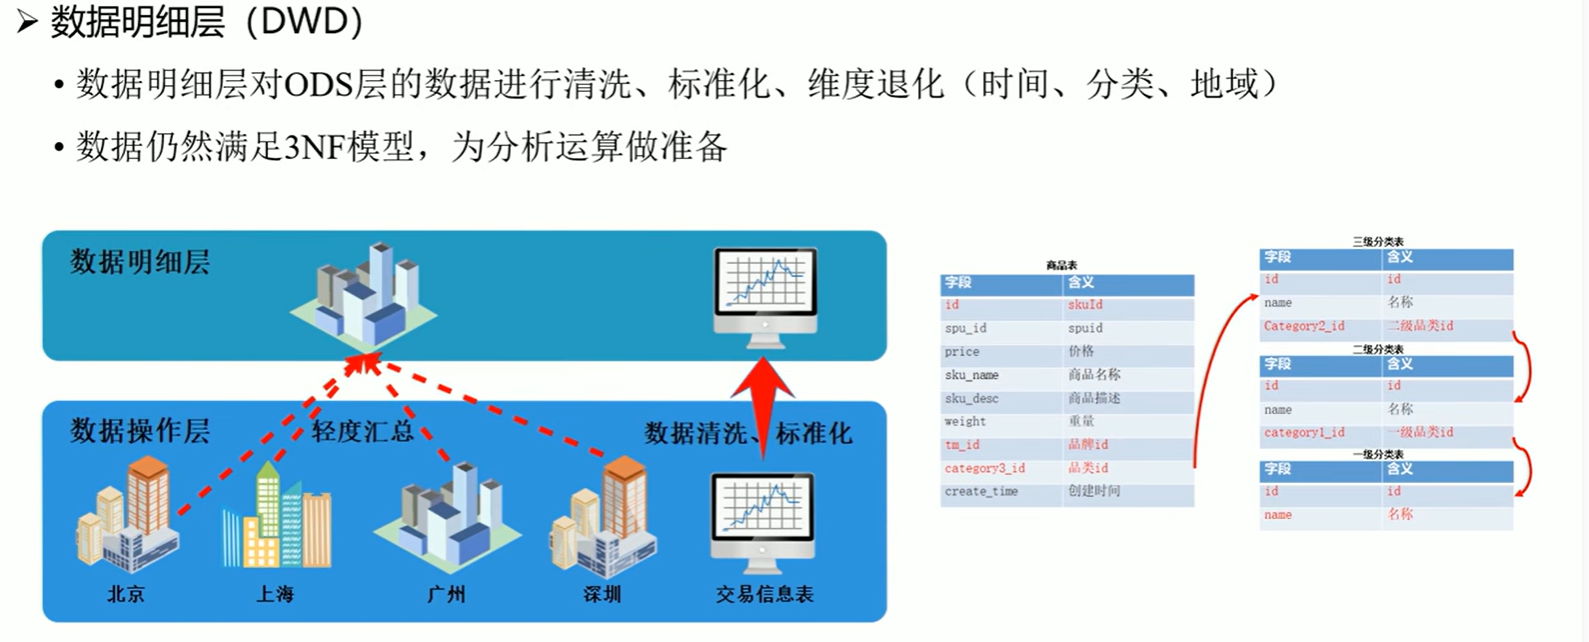 ➢ 数据明细层（DWD）
• 数据明细层对ODS层的数据进行清洗、标准化、维度退化（时间、分类、地域）
• 数据仍然满足3NF模型，为分析运算做准备
数据明细层
数据操作层
轻度汇总
数据清洗、标准化
北京 上海 广州 深圳 交易信息表
商品表
字段 含义
id skuId
spu_id spuid
price 价格
sku_name 商品名称
sku_desc 商品描述
weight 重量
tm_id 品牌id
category3_id 品类id
create_time 创建时间
三级分类表
字段 含义
id id
name 名称
Category2_id 二级品类id
二级分类表
字段 含义
id id
name 名称
category1_id 一级品类id
一级分类表
字段 含义
id id
name 名称